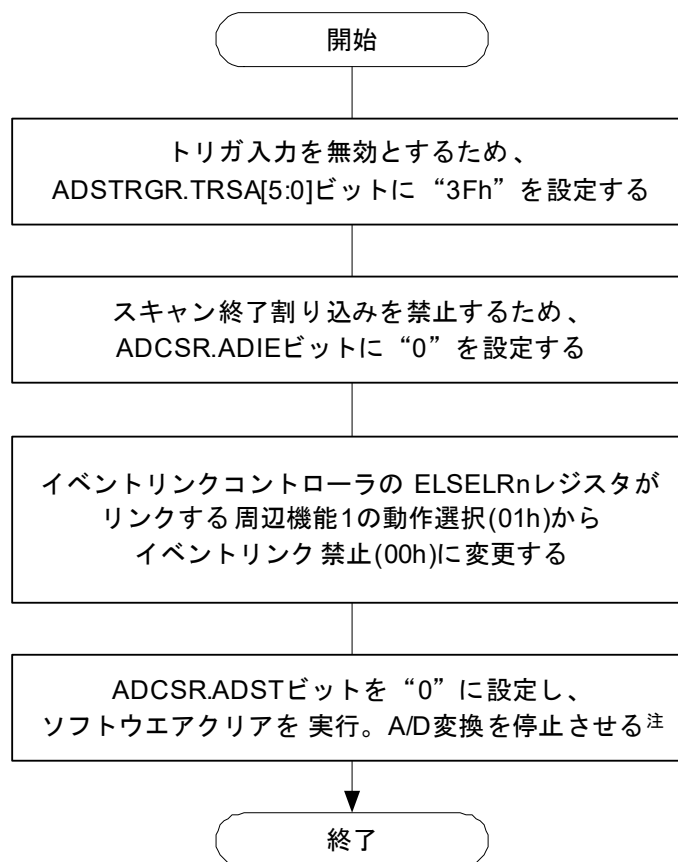 開始
トリガ入力を無効とするため、
ADSTRGR.TRSA[5:0]ビットに“3Fh”を設定する
スキャン終了割り込みを禁止するため、
ADCSR.ADIEビットに“0”を設定する
イベントリンクコントローラの ELSELRnレジスタが
リンクする周辺機能1の動作選択(01h)から
イベントリンク禁止(00h)に変更する
ADCSR.ADSTビットを“0”に設定し、
ソフトウエアクリアを実行。A/D変換を停止させる注
終了